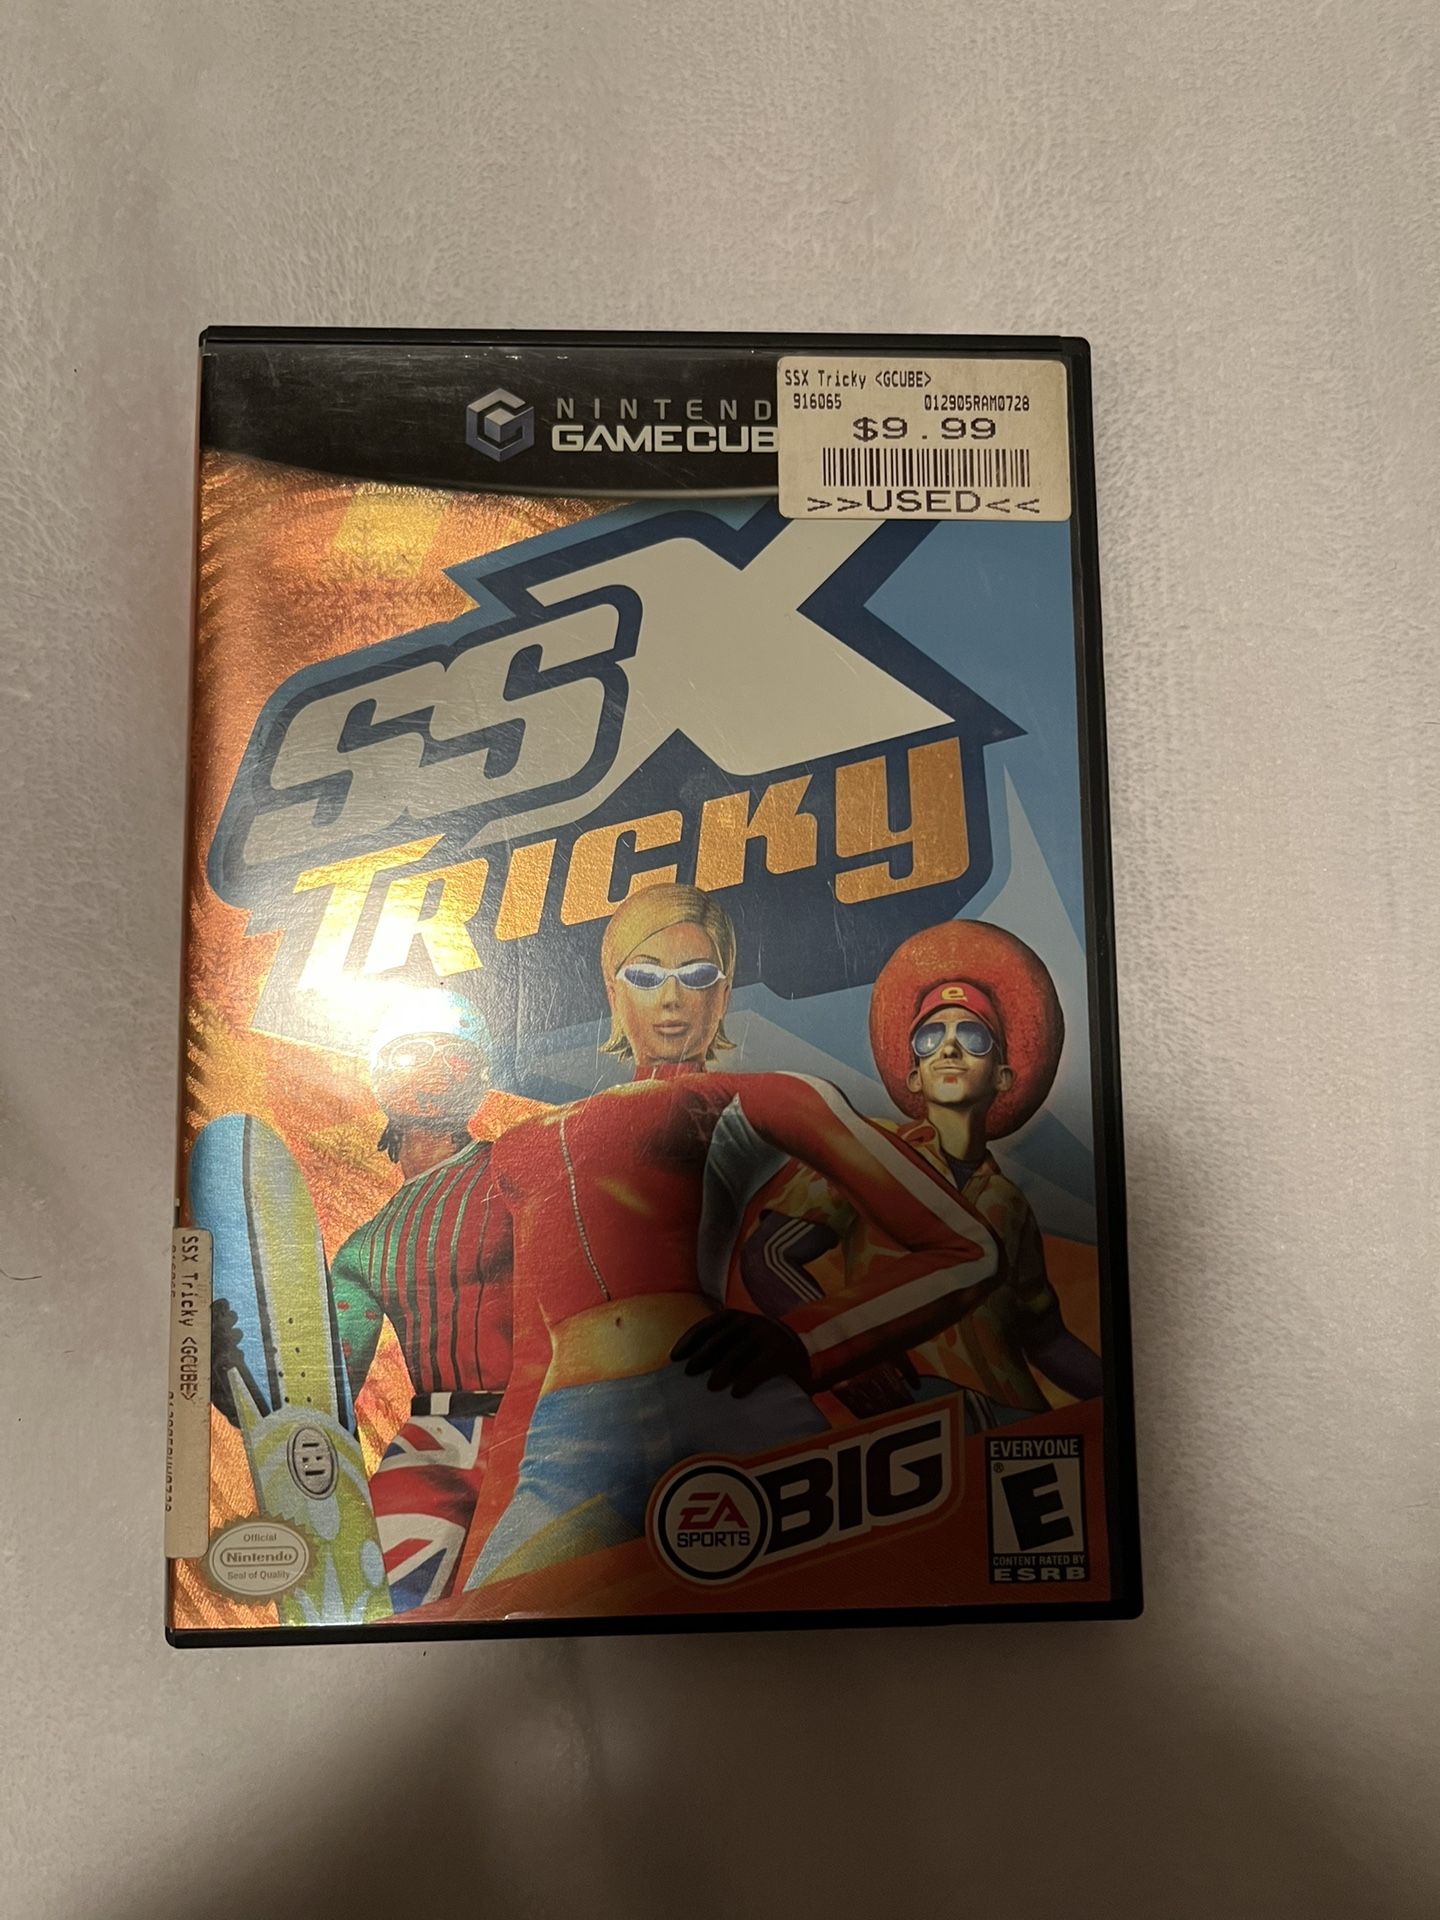 NINTEND
GAMECUB
SSX Tricky <GCUBE>
916065 012905RAM0728
$9.99
>>USED<<
SSX
TRICKY
e
SSX Tricky <GCUBE>
Official
Nintendo
Seal of Quality
EA
SPORTS
BIG
EVERYONE
E
®
CONTENT RATED BY
ESRB